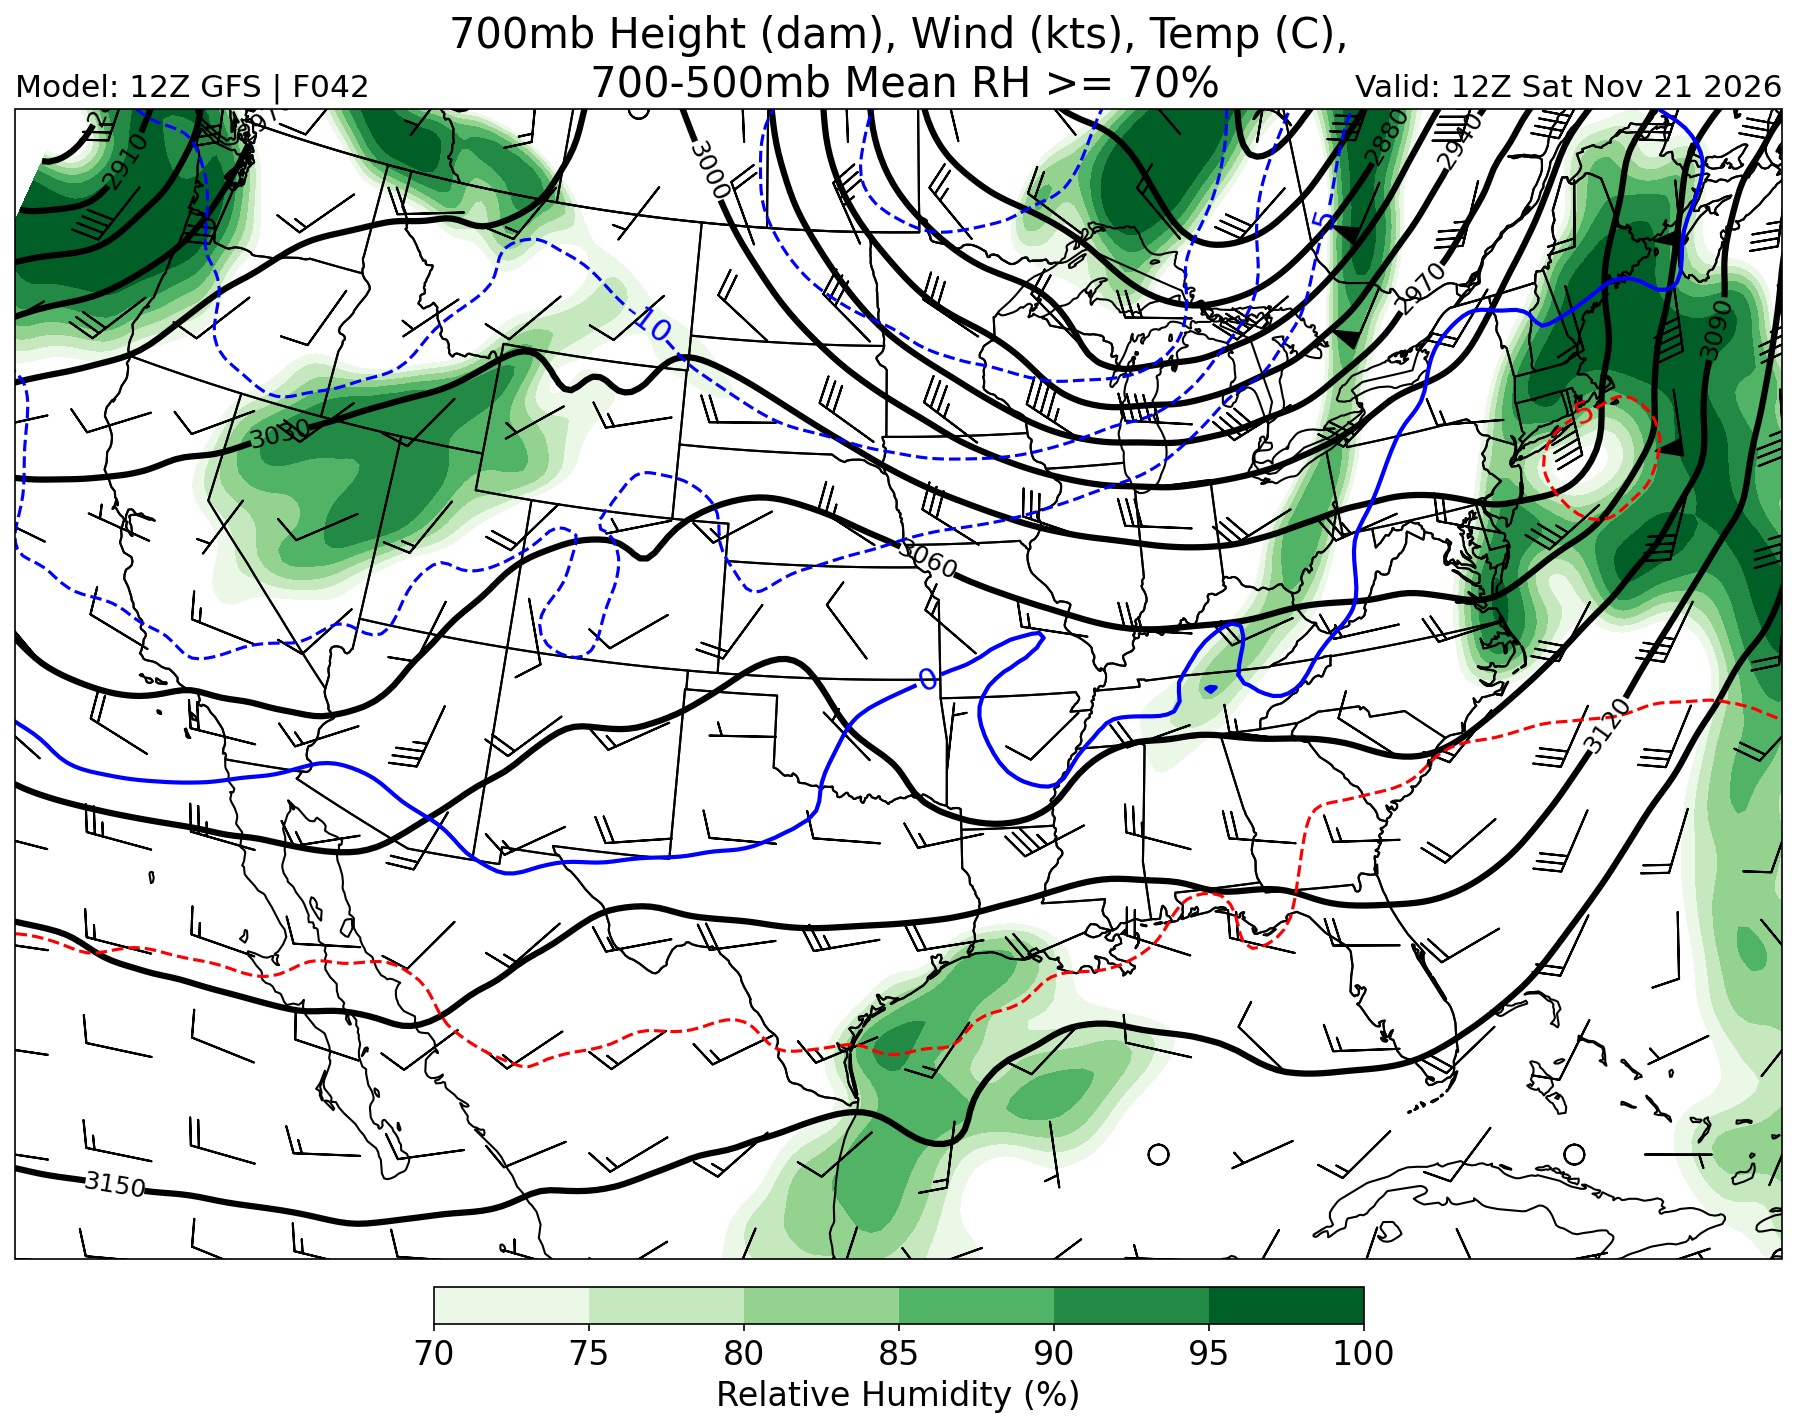 700mb Height (dam), Wind (kts), Temp (C),
700-500mb Mean RH >= 70%
Model: 12Z GFS | F042
Valid: 12Z Sat Nov 21 2026
2910
3000
2880
2940
5
2970
-10
3090
5
3030
3060
0
3120
3150
70 75 80 85 90 95 100
Relative Humidity (%)